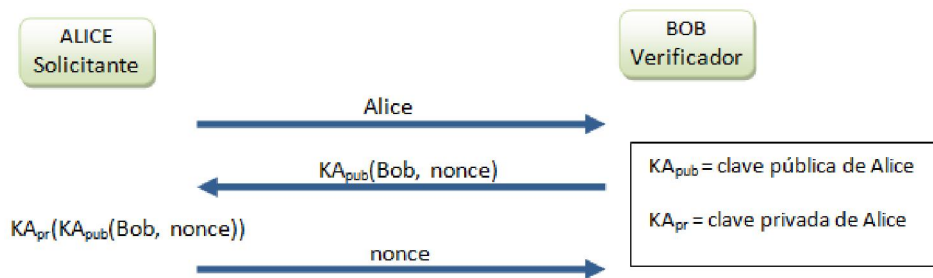 ALICE
Solicitante
BOB
Verificador
Alice
KApub(Bob, nonce)
KApr(KApub(Bob, nonce))
nonce
KApub = clave pública de Alice
KApr = clave privada de Alice